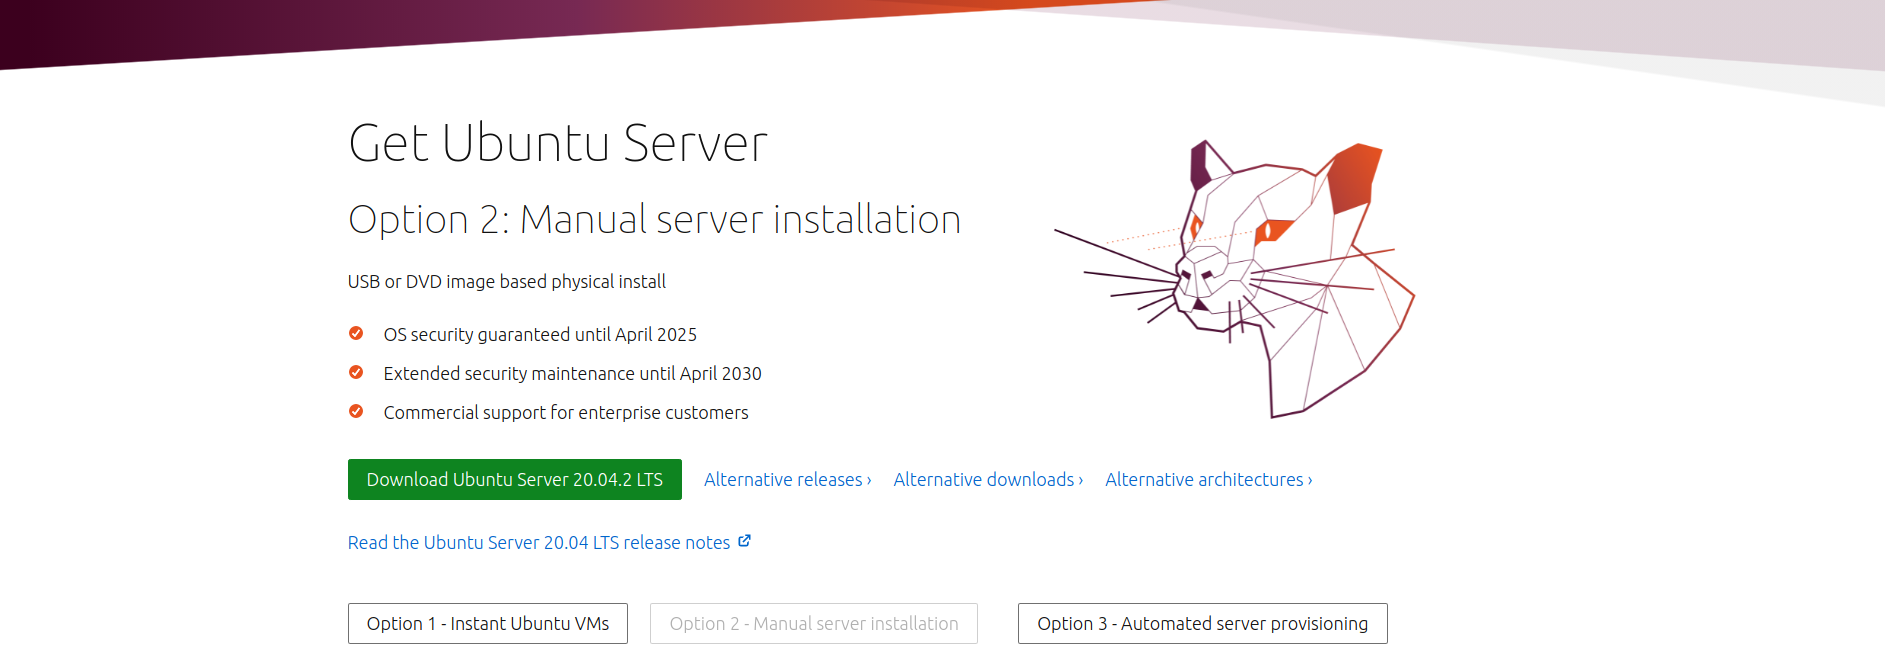 Get Ubuntu Server
Option 2: Manual server installation
USB or DVD image based physical install
OS security guaranteed until April 2025
Extended security maintenance until April 2030
Commercial support for enterprise customers
Download Ubuntu Server 20.04.2 LTS
Alternative releases ›
Alternative downloads ›
Alternative architectures ›
Read the Ubuntu Server 20.04 LTS release notes
Option 1 - Instant Ubuntu VMs
Option 2 - Manual server installation
Option 3 - Automated server provisioning